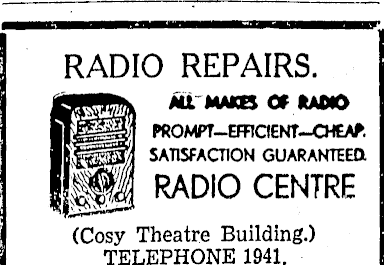 RADIO REPAIRS.
ALL MAKES OF RADIO
PROMPT—EFFICIENT—CHEAP.
SATISFACTION GUARANTEED.
RADIO CENTRE
(Cosy Theatre Building.)
TELEPHONE 1941.